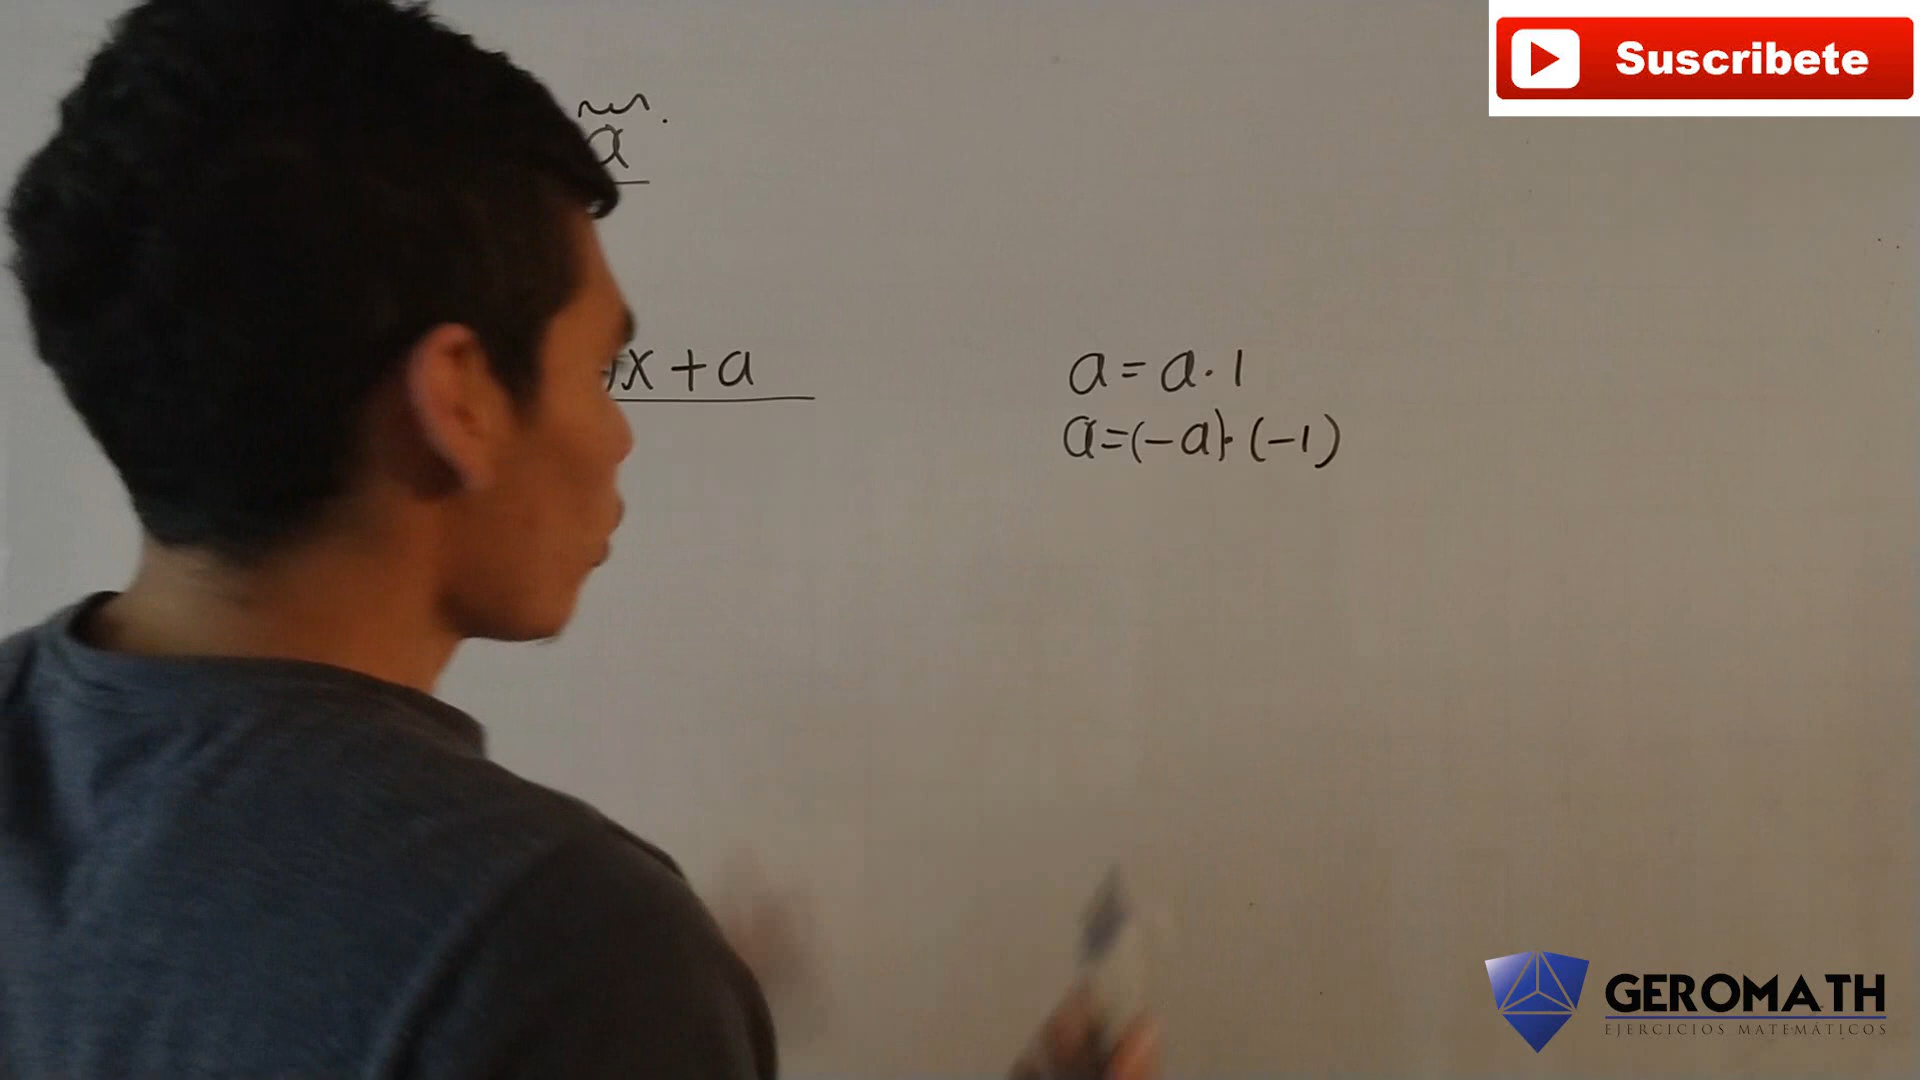 Suscribete
a
x + a
a = a · 1
a = (-a) · (-1)
GEROMATH
EJERCICIOS MATEMÁTICOS